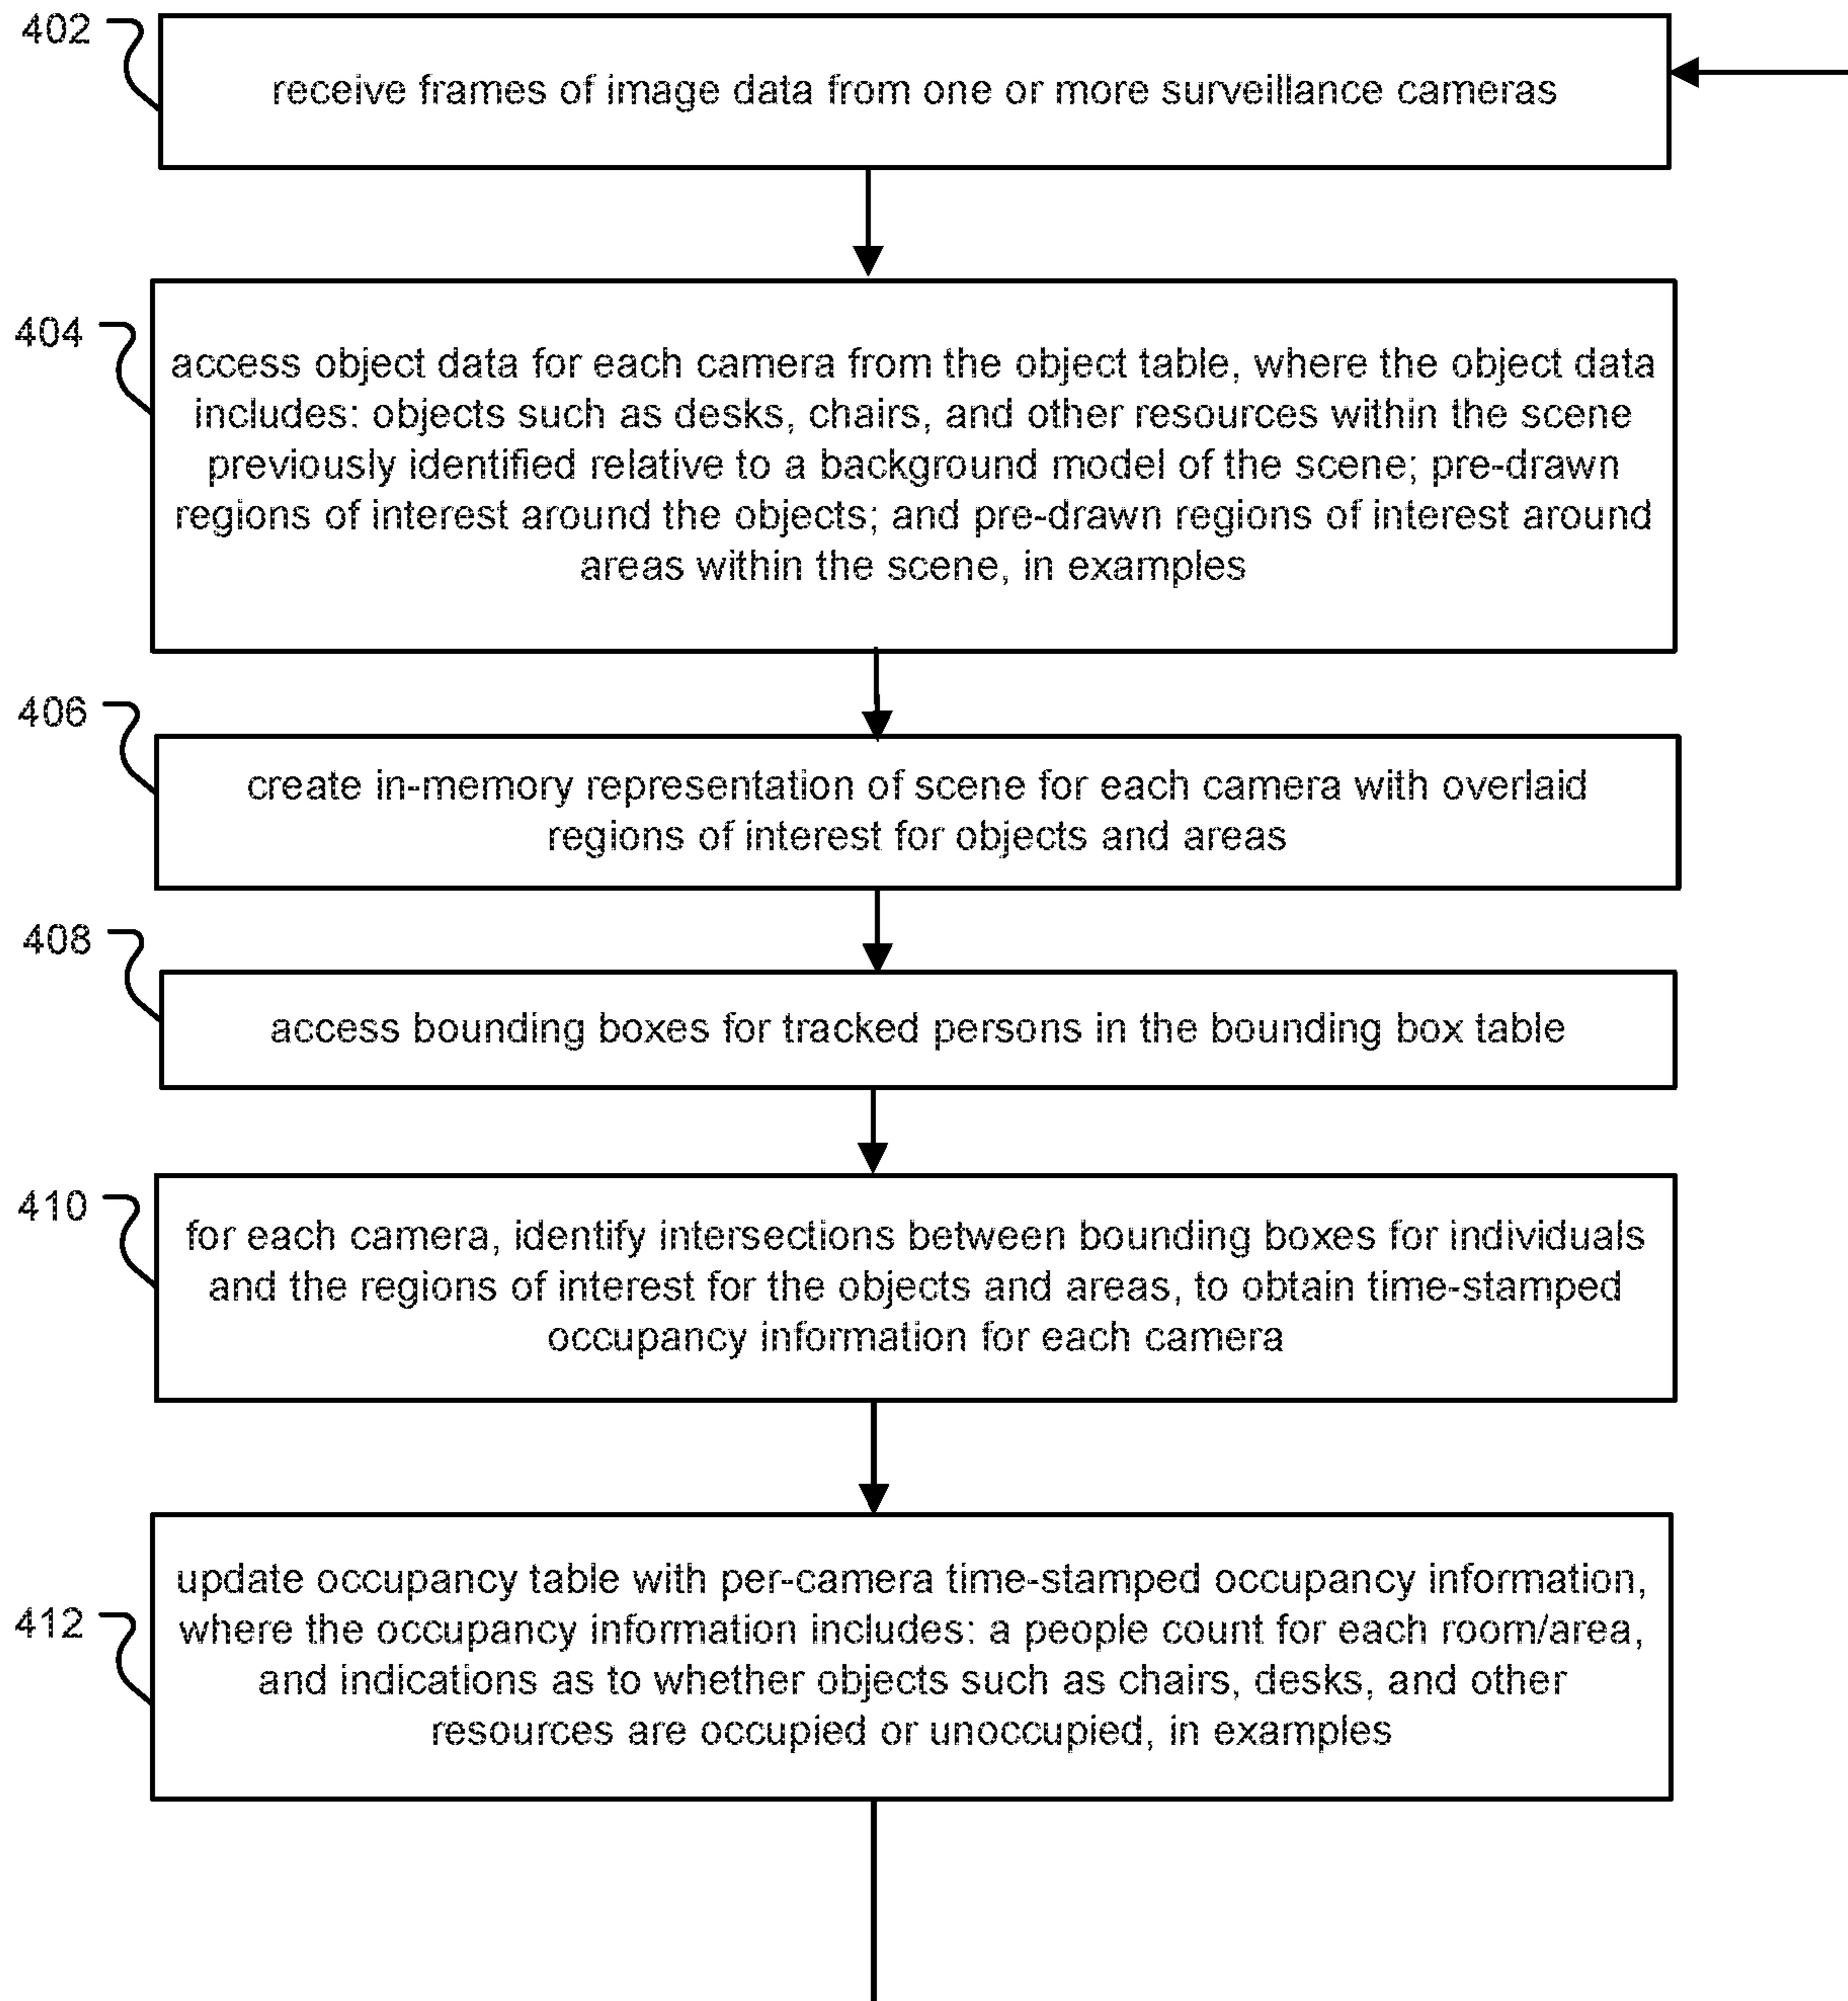 402
receive frames of image data from one or more surveillance cameras
404
access object data for each camera from the object table, where the object data
includes: objects such as desks, chairs, and other resources within the scene
previously identified relative to a background model of the scene; pre-drawn
regions of interest around the objects; and pre-drawn regions of interest around
areas within the scene, in examples
406
create in-memory representation of scene for each camera with overlaid
regions of interest for objects and areas
408
access bounding boxes for tracked persons in the bounding box table
410
for each camera, identify intersections between bounding boxes for individuals
and the regions of interest for the objects and areas, to obtain time-stamped
occupancy information for each camera
412
update occupancy table with per-camera time-stamped occupancy information,
where the occupancy information includes: a people count for each room/area,
and indications as to whether objects such as chairs, desks, and other
resources are occupied or unoccupied, in examples